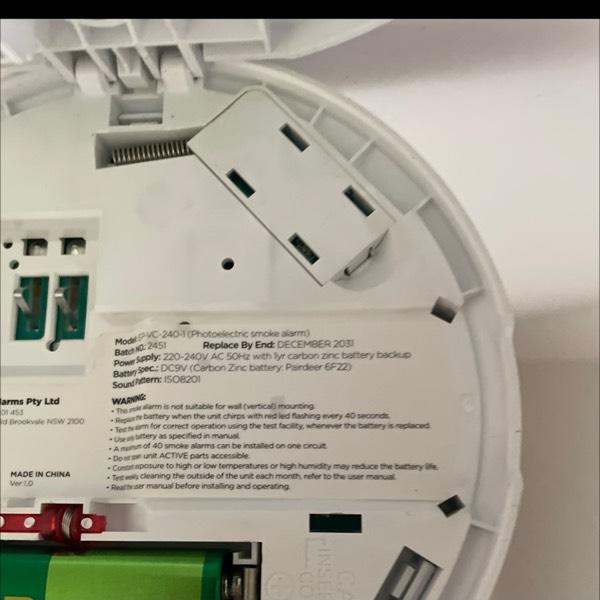 Model: EP-VC-240-1 (Photoelectric smoke alarm)
Batch NO.: 2451 Replace By End: DECEMBER 2031
Power Supply: 220-240V AC 50Hz with 1yr carbon zinc battery backup
Battery Spec.: DC9V (Carbon Zinc battery: Pairdeer 6F22)
Sound Pattern: ISO8201
WARNING:
• This smoke alarm is not suitable for wall (vertical) mounting.
• Replace the battery when the unit chirps with red led flashing every 40 seconds.
• Test the alarm for correct operation using the test facility, whenever the battery is replaced.
• Use only battery as specified in manual.
• A maximum of 40 smoke alarms can be installed on one circuit.
• Do not open unit ACTIVE parts accessible.
• Constant exposure to high or low temperatures or high humidity may reduce the battery life.
• Test weekly, cleaning the outside of the unit each month, refer to the user manual.
• Read the user manual before installing and operating.
larms Pty Ltd
01 453
ld Brookvale NSW 2100
MADE IN CHINA
Ver 1.0